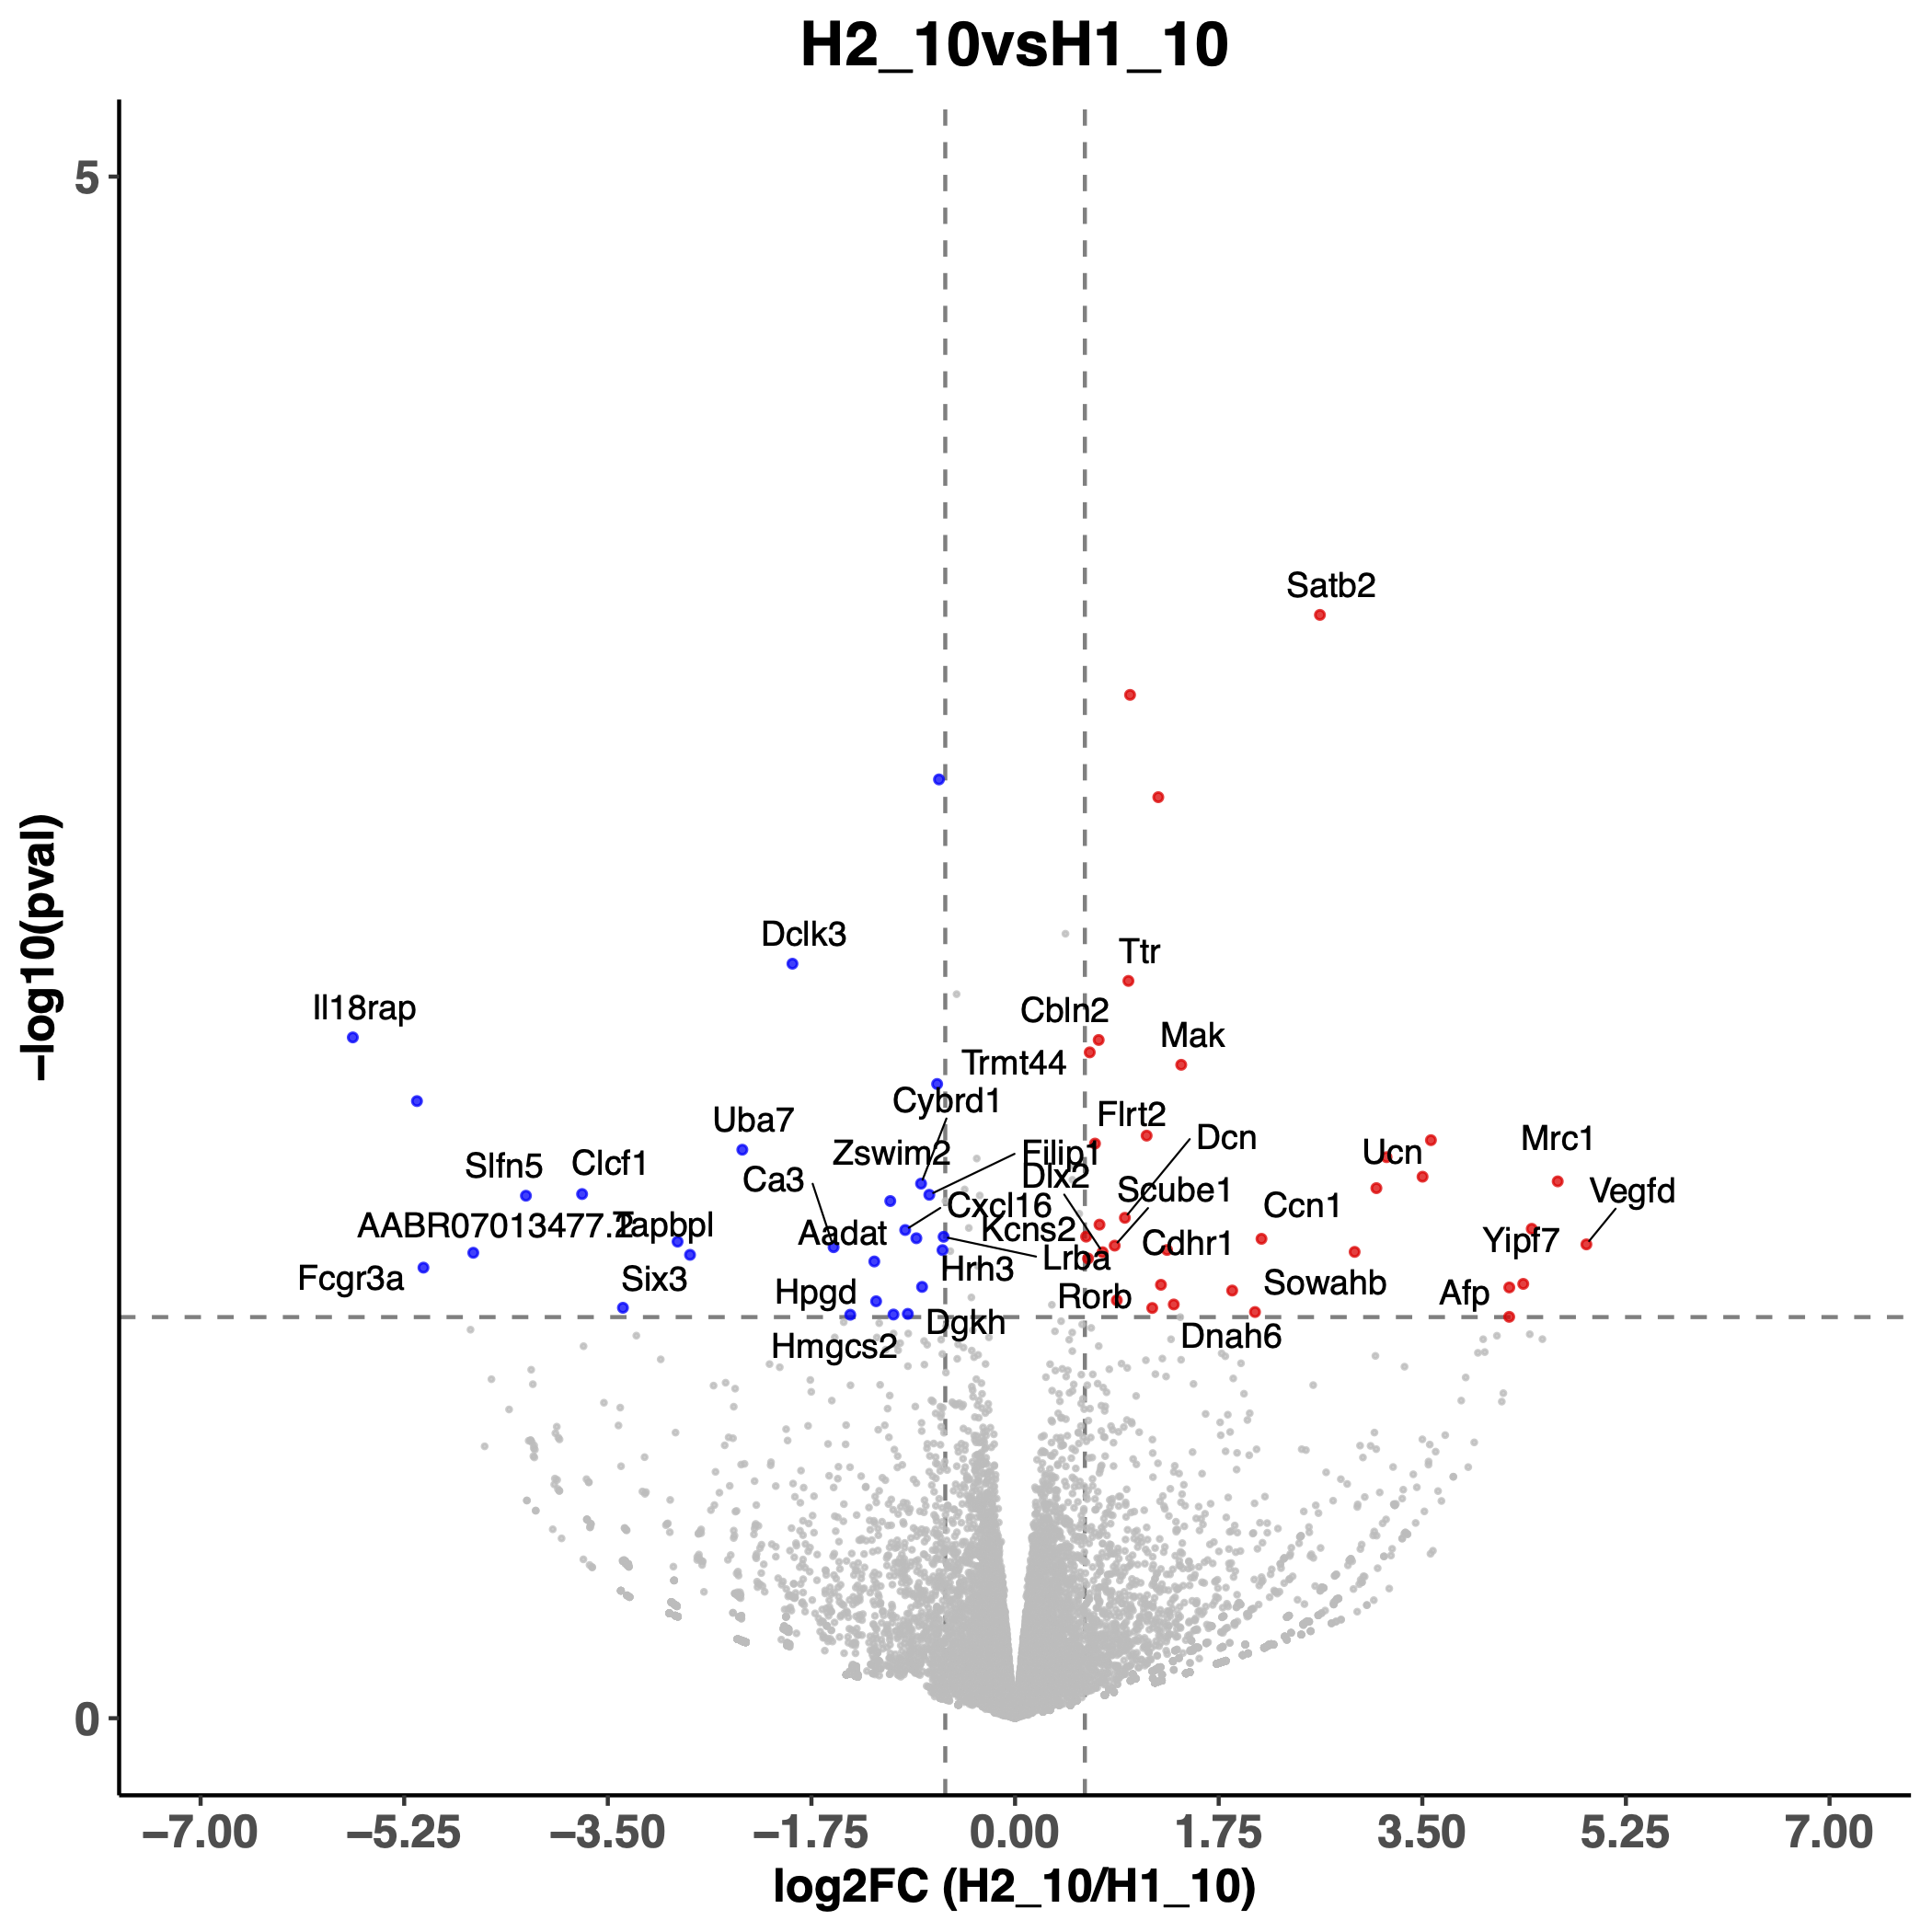 H2_10vsH1_10
5
Satb2
Dclk3
Ttr
Il18rap
Cbln2
Mak
Trmt44
Cybrd1
Uba7
Flrt2
Dcn
Mrc1
Zswim2
Filip1
Ucn
Slfn5
Clcf1
Ca3
Dlx2
Scube1
Vegfd
Cxcl16
Ccn1
AABR07013477.2
Tapbpl
Aadat
Kcns2
Cdhr1
Yipf7
Lrba
Hrh3
Fcgr3a
Six3
Hpgd
Rorb
Sowahb
Afp
Dgkh
Dnah6
Hmgcs2
0
−7.00
−5.25
−3.50
−1.75
0.00
1.75
3.50
5.25
7.00
log2FC (H2_10/H1_10)
−log10(pval)